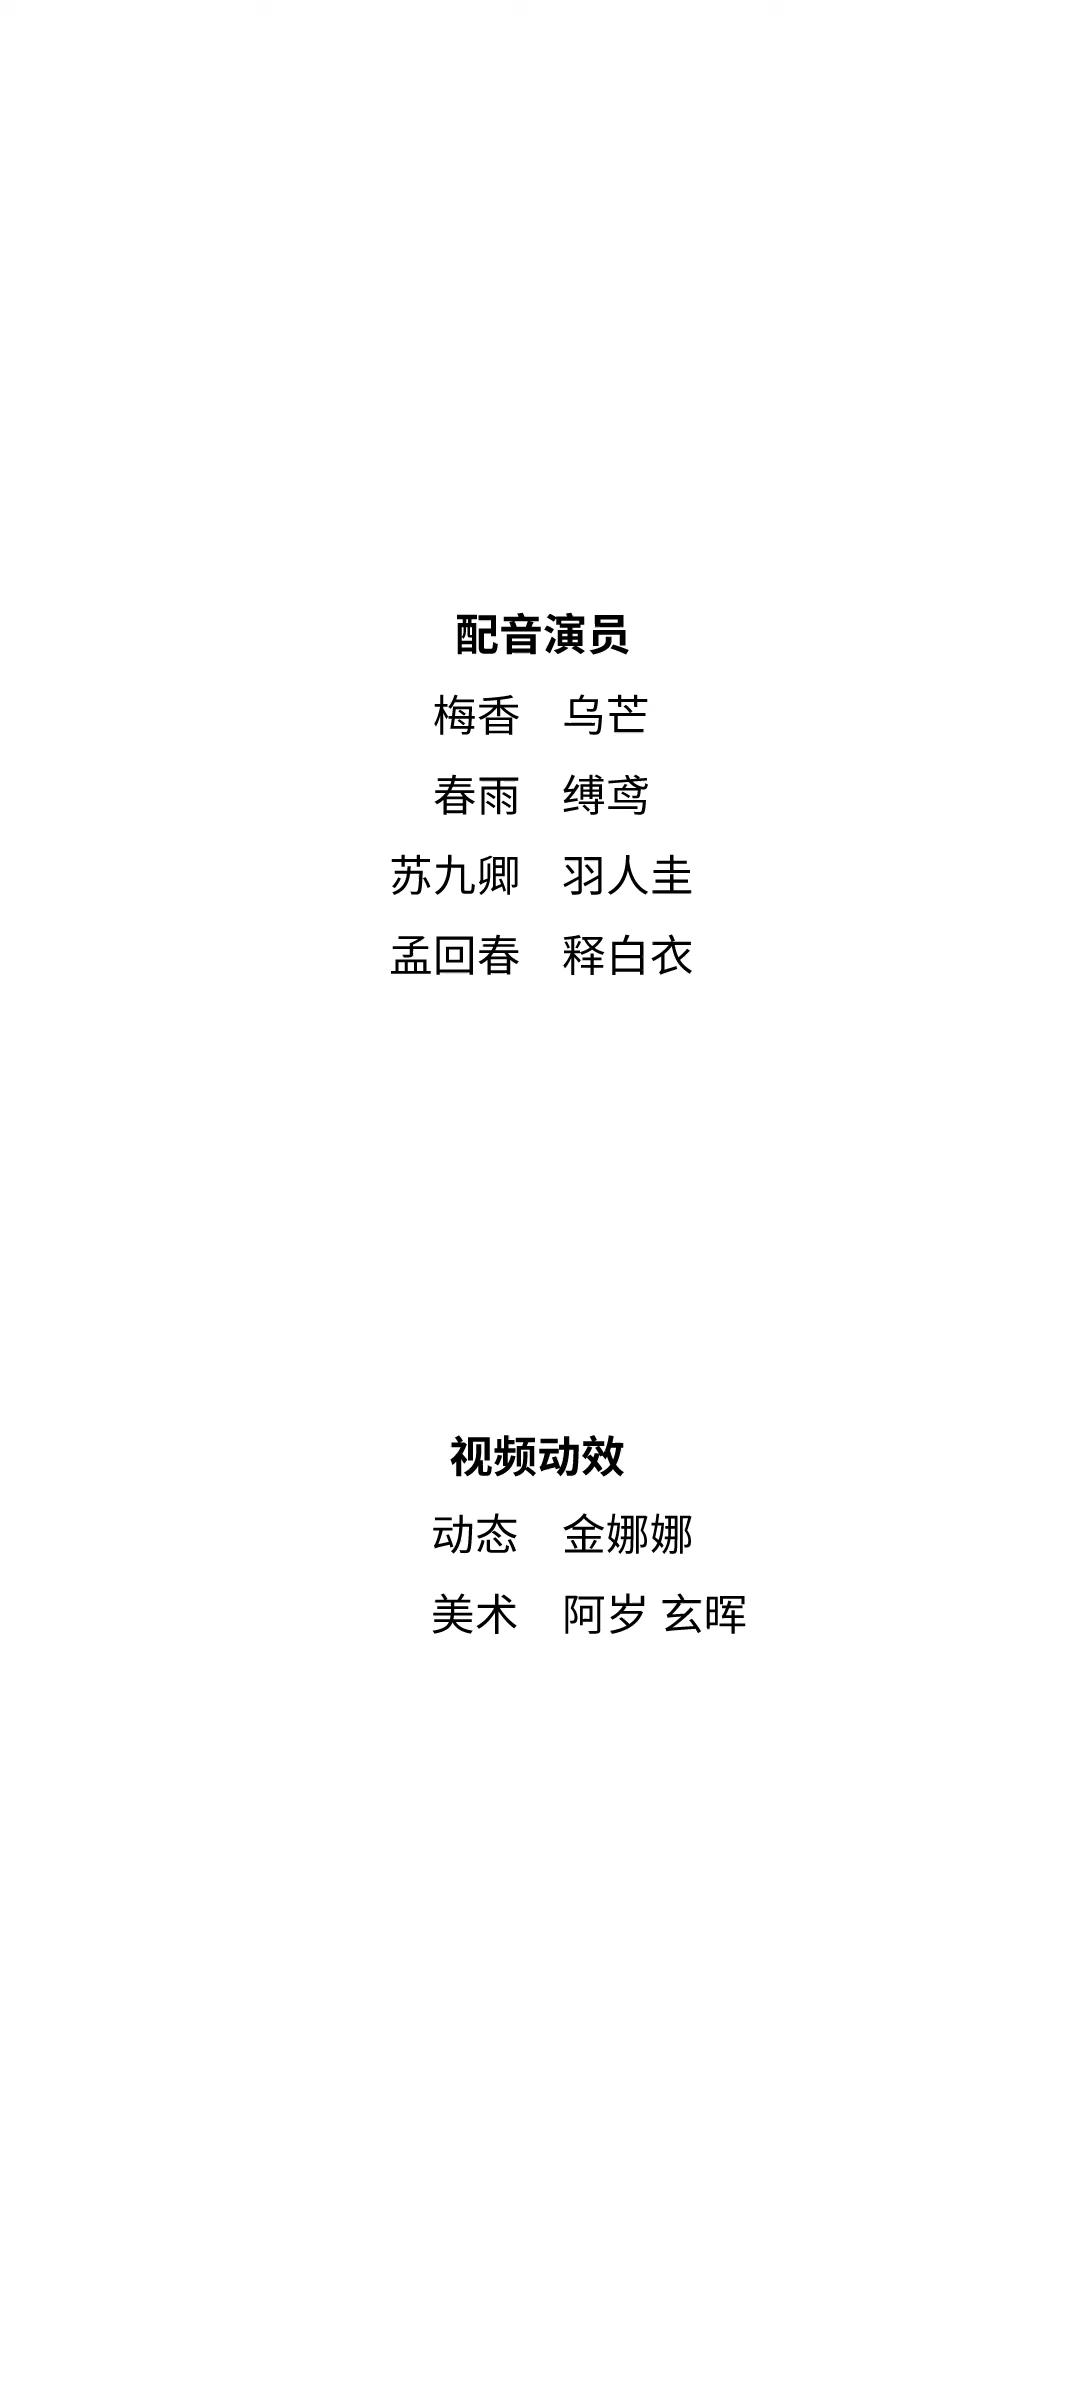 配音演员
梅香 乌芒
春雨 缚鸢
苏九卿 羽人圭
孟回春 释白衣
视频动效
动态 金娜娜
美术 阿岁 玄晖